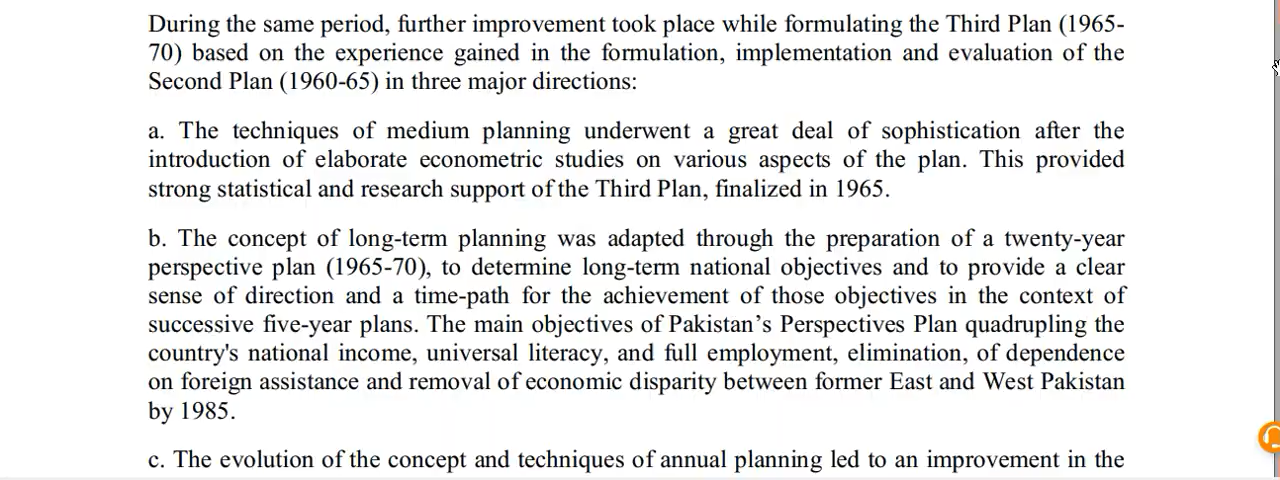 During the same period, further improvement took place while formulating the Third Plan (1965-
70) based on the experience gained in the formulation, implementation and evaluation of the
Second Plan (1960-65) in three major directions:
a. The techniques of medium planning underwent a great deal of sophistication after the
introduction of elaborate econometric studies on various aspects of the plan. This provided
strong statistical and research support of the Third Plan, finalized in 1965.
b. The concept of long-term planning was adapted through the preparation of a twenty-year
perspective plan (1965-70), to determine long-term national objectives and to provide a clear
sense of direction and a time-path for the achievement of those objectives in the context of
successive five-year plans. The main objectives of Pakistan’s Perspectives Plan quadrupling the
country's national income, universal literacy, and full employment, elimination, of dependence
on foreign assistance and removal of economic disparity between former East and West Pakistan
by 1985.
c. The evolution of the concept and techniques of annual planning led to an improvement in the